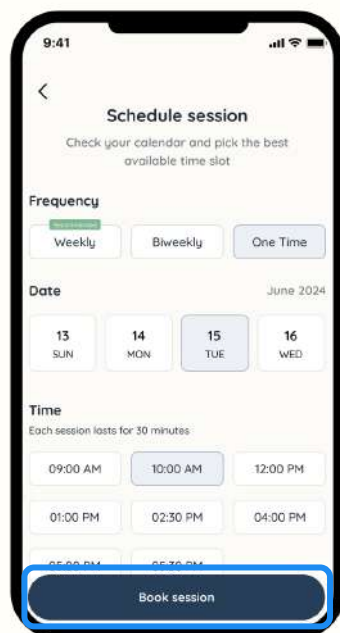 9:41
Schedule session
Check your calendar and pick the best
available time slot
Frequency
Weekly Biweekly One Time
Date June 2024
13 14 15 16
SUN MON TUE WED
Time
Each session lasts for 30 minutes
09:00 AM 10:00 AM 12:00 PM
01:00 PM 02:30 PM 04:00 PM
Book session